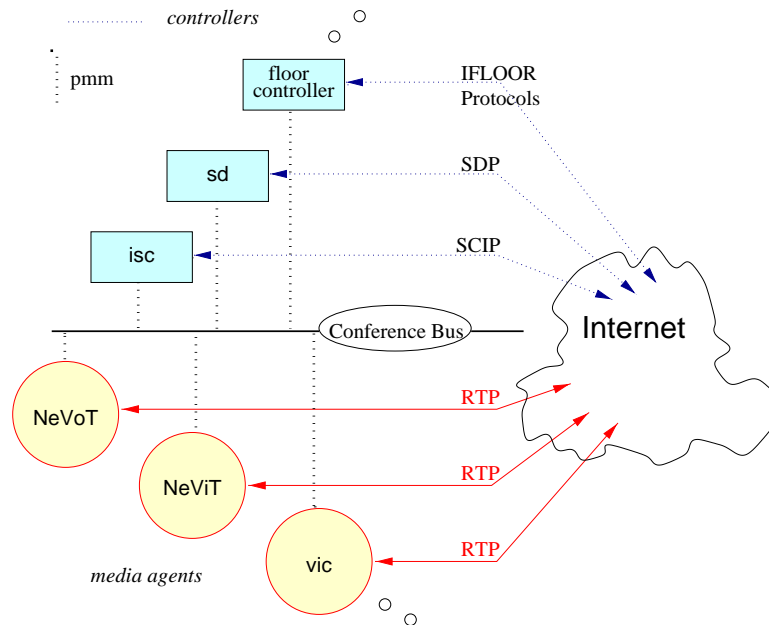 controllers
pmm
floor
controller
IFLOOR
Protocols
sd
SDP
isc
SCIP
Conference Bus
Internet
NeVoT
RTP
NeViT
RTP
vic
RTP
media agents